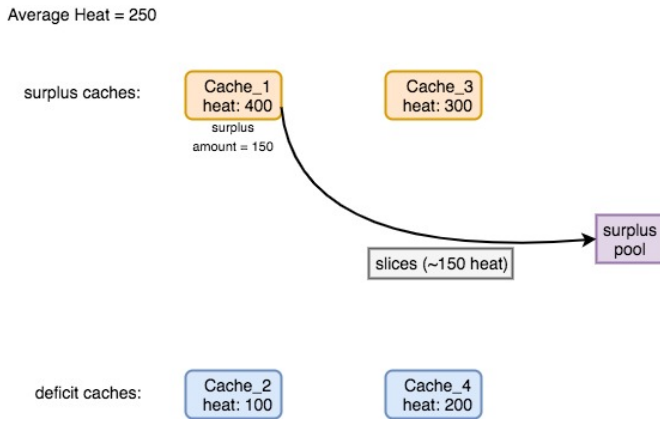 Average Heat = 250
surplus caches:
Cache_1
heat: 400
surplus
amount = 150
Cache_3
heat: 300
surplus
pool
slices (~150 heat)
deficit caches:
Cache_2
heat: 100
Cache_4
heat: 200